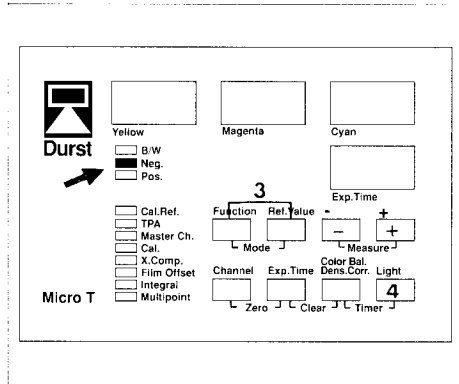 Yellow
Magenta
Cyan
Durst
B/W
Neg.
Pos.
Exp.Time
3
Cal.Ref.
TPA
Master Ch.
Cal.
X.Comp.
Film Offset
Integral
Multipoint
Function
Ref.Value
-
+
Mode
-
+
Measure
Channel
Exp.Time
Color Bal.
Dens.Corr.
Light
4
Zero
Clear
Timer
Micro T